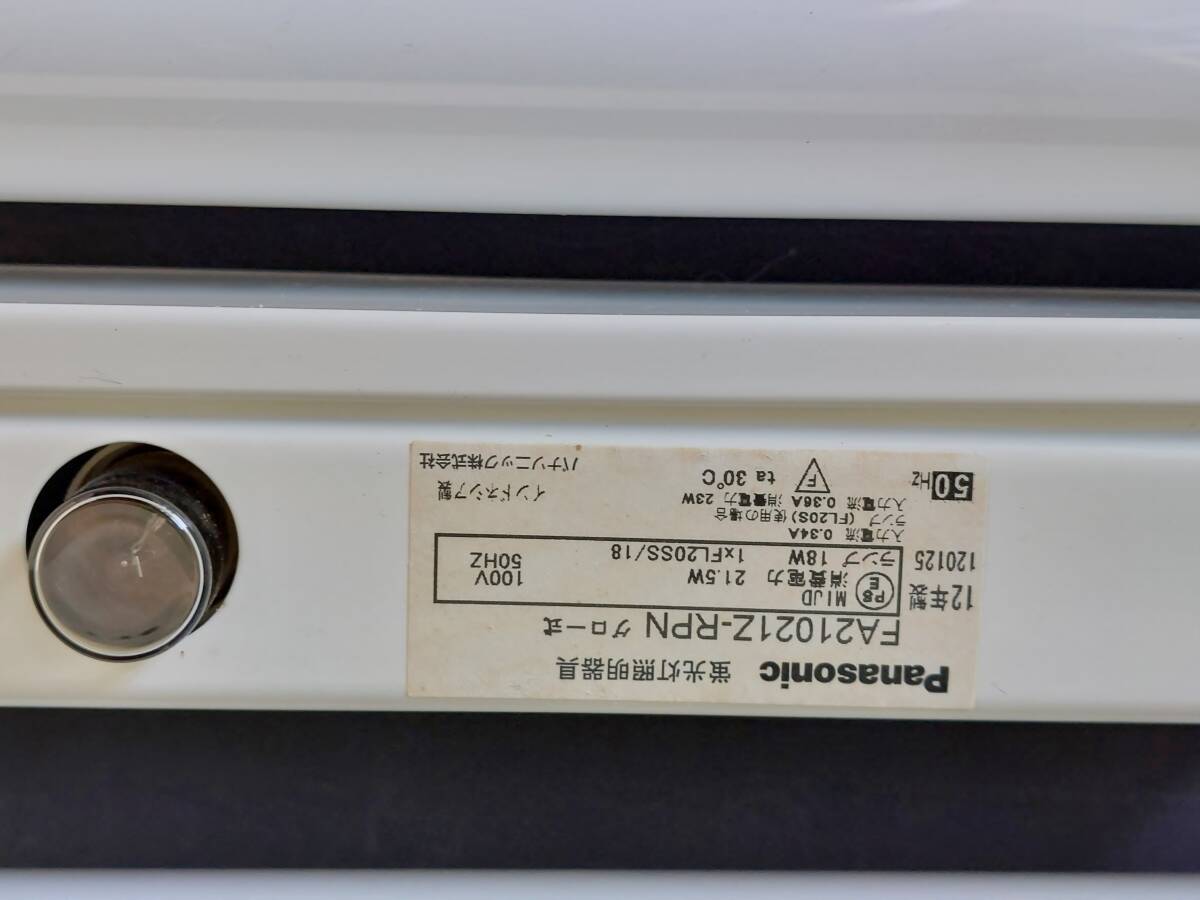 Panasonic 蛍光灯照明器具
FA21021Z-RPN グロー式
12年製
120125
PS
E
MIJD
消費電力 21.5W 100V
ランプ 18W 1xFL20SS/18 50HZ
入力電流 0.34A
ランプ (FL20S) 使用の場合
入力電流 0.36A 消費電力 23W
50Hz
F
ta 30°C
インドネシア製
パナソニック株式会社